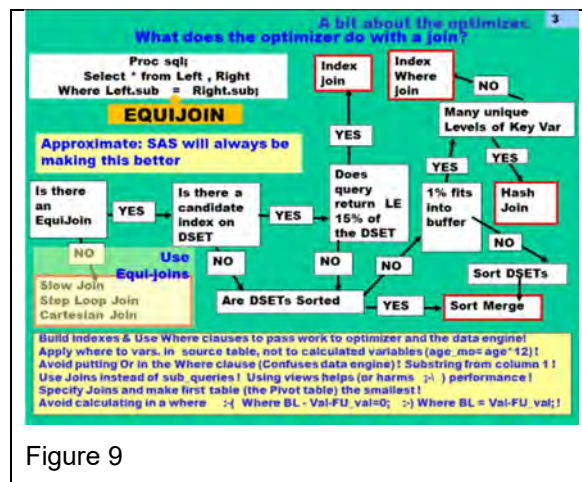 A bit about the optimizer.
3
What does the optimizer do with a join?
Proc sql;
Select * from Left , Right
Where Left.sub = Right.sub;
EQUIJOIN
Approximate: SAS will always be
making this better
Index
join
Index
Where
join
NO
Many unique
Levels of Key Var
YES
YES
YES
Is there
an
EquiJoin
YES
Is there a
candidate
index on
DSET
YES
Does
query
return LE
15% of
the DSET
1% fits
into
buffer
Hash
Join
NO
NO
Use
Equi-joins
NO
NO
NO
Sort DSETs
Slow Join
Step Loop Join
Cartesian Join
Are DSETs Sorted
YES
Sort Merge
Build Indexes & Use Where clauses to pass work to optimizer and the data engine!
Apply where to vars. in source table, not to calculated variables (age_mo= age*12) !
Avoid putting Or in the Where clause (Confuses data engine) ! Substring from column 1 !
Use Joins instead of sub_queries ! Using views helps (or harms ;-\ ) performance !
Specify Joins and make first table (the Pivot table) the smallest !
Avoid calculating in a where :-( Where BL - Val-FU_val=0; :-) Where BL = Val-FU_val; !
Figure 9